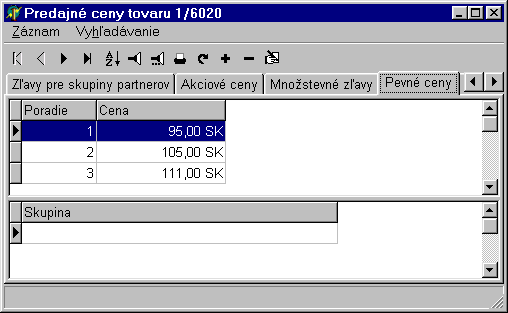 Predajné ceny tovaru 1/6020
Záznam Vyhľadávanie
Zľavy pre skupiny partnerov Akciové ceny Množstevné zľavy Pevné ceny
Poradie Cena
1 95,00 SK
2 105,00 SK
3 111,00 SK
Skupina